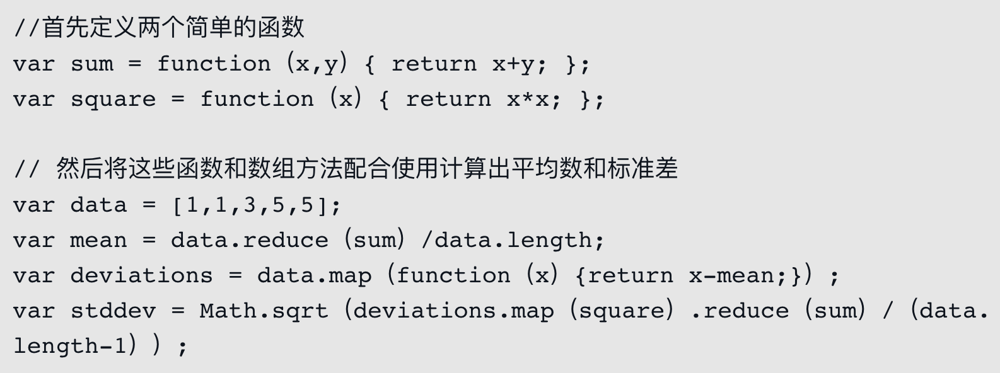 //首先定义两个简单的函数
var sum = function（x,y）{ return x+y; };
var square = function（x）{ return x*x; };
// 然后将这些函数和数组方法配合使用计算出平均数和标准差
var data = [1,1,3,5,5];
var mean = data.reduce（sum）/data.length;
var deviations = data.map（function（x）{return x-mean;}）;
var stddev = Math.sqrt（deviations.map（square）.reduce（sum）/（data.
length-1））;